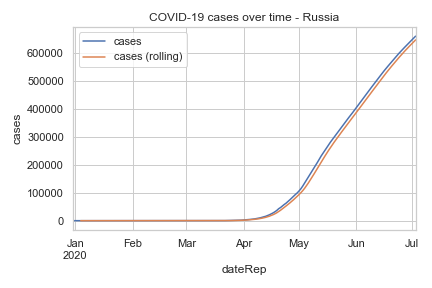 COVID-19 cases over time - Russia
cases
cases (rolling)
600000
500000
400000
300000
200000
100000
0
cases
Jan Feb Mar Apr May Jun Jul
2020
dateRep